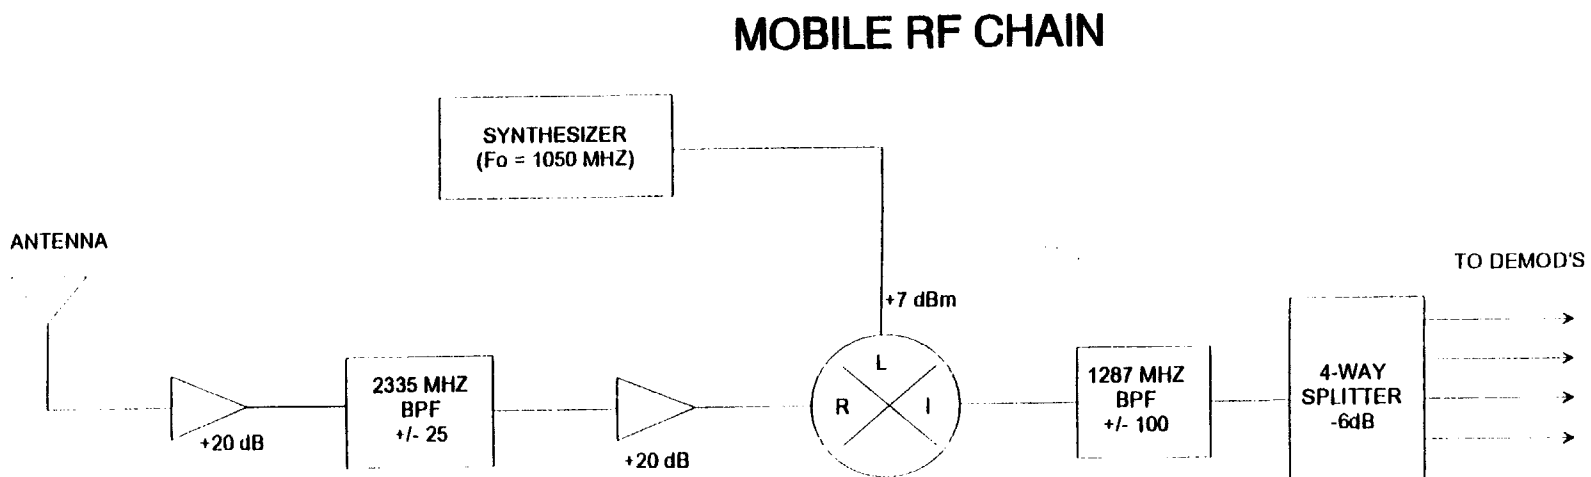 MOBILE RF CHAIN
SYNTHESIZER
(Fo = 1050 MHZ)
ANTENNA
TO DEMOD'S
+7 dBm
L
R
I
2335 MHZ
BPF
+/- 25
1287 MHZ
BPF
+/- 100
4-WAY
SPLITTER
-6dB
+20 dB
+20 dB